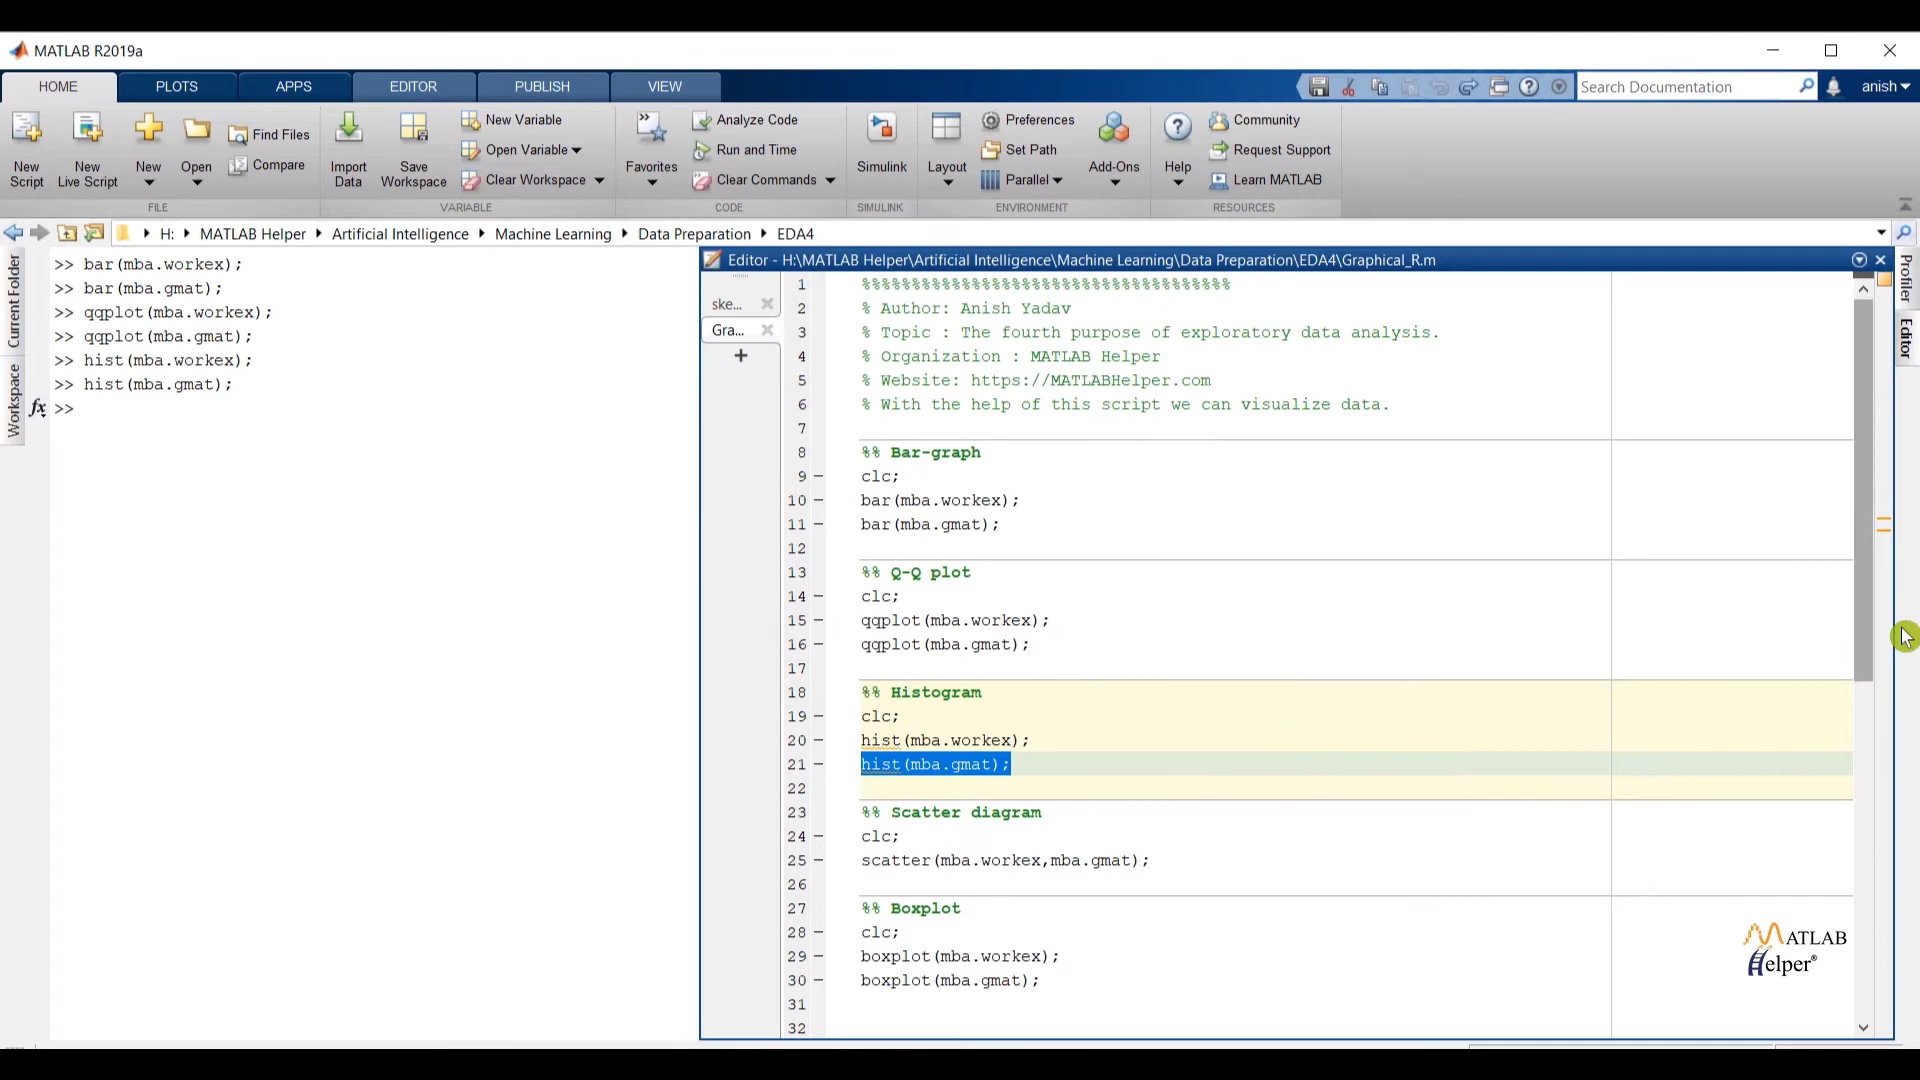 MATLAB R2019a
HOME
PLOTS
APPS
EDITOR
PUBLISH
VIEW
Search Documentation
anish
New Script
New Live Script
New
Open
Find Files
Compare
Import Data
Save Workspace
New Variable
Open Variable
Clear Workspace
Favorites
Analyze Code
Run and Time
Clear Commands
Simulink
Layout
Preferences
Set Path
Parallel
Add-Ons
Help
Community
Request Support
Learn MATLAB
FILE
VARIABLE
CODE
SIMULINK
ENVIRONMENT
RESOURCES
H: MATLAB Helper Artificial Intelligence Machine Learning Data Preparation EDA4
Current Folder
Workspace
>> bar(mba.workex);
>> bar(mba.gmat);
>> qqplot(mba.workex);
>> qqplot(mba.gmat);
>> hist(mba.workex);
>> hist(mba.gmat);
fx >>
Editor - H:\MATLAB Helper\Artificial Intelligence\Machine Learning\Data Preparation\EDA4\Graphical_R.m
ske...
Gra...
+
1 %%%%%%%%%%%%%%%%%%%%%%%%%%%%%%%%%%%%%
2 % Author: Anish Yadav
3 % Topic : The fourth purpose of exploratory data analysis.
4 % Organization : MATLAB Helper
5 % Website: https://MATLABHelper.com
6 % With the help of this script we can visualize data.
7
8 %% Bar-graph
9 – clc;
10 – bar(mba.workex);
11 – bar(mba.gmat);
12
13 %% Q-Q plot
14 – clc;
15 – qqplot(mba.workex);
16 – qqplot(mba.gmat);
17
18 %% Histogram
19 – clc;
20 – hist(mba.workex);
21 – hist(mba.gmat);
22
23 %% Scatter diagram
24 – clc;
25 – scatter(mba.workex,mba.gmat);
26
27 %% Boxplot
28 – clc;
29 – boxplot(mba.workex);
30 – boxplot(mba.gmat);
31
32
Profiler
Editor
MATLAB
Helper®